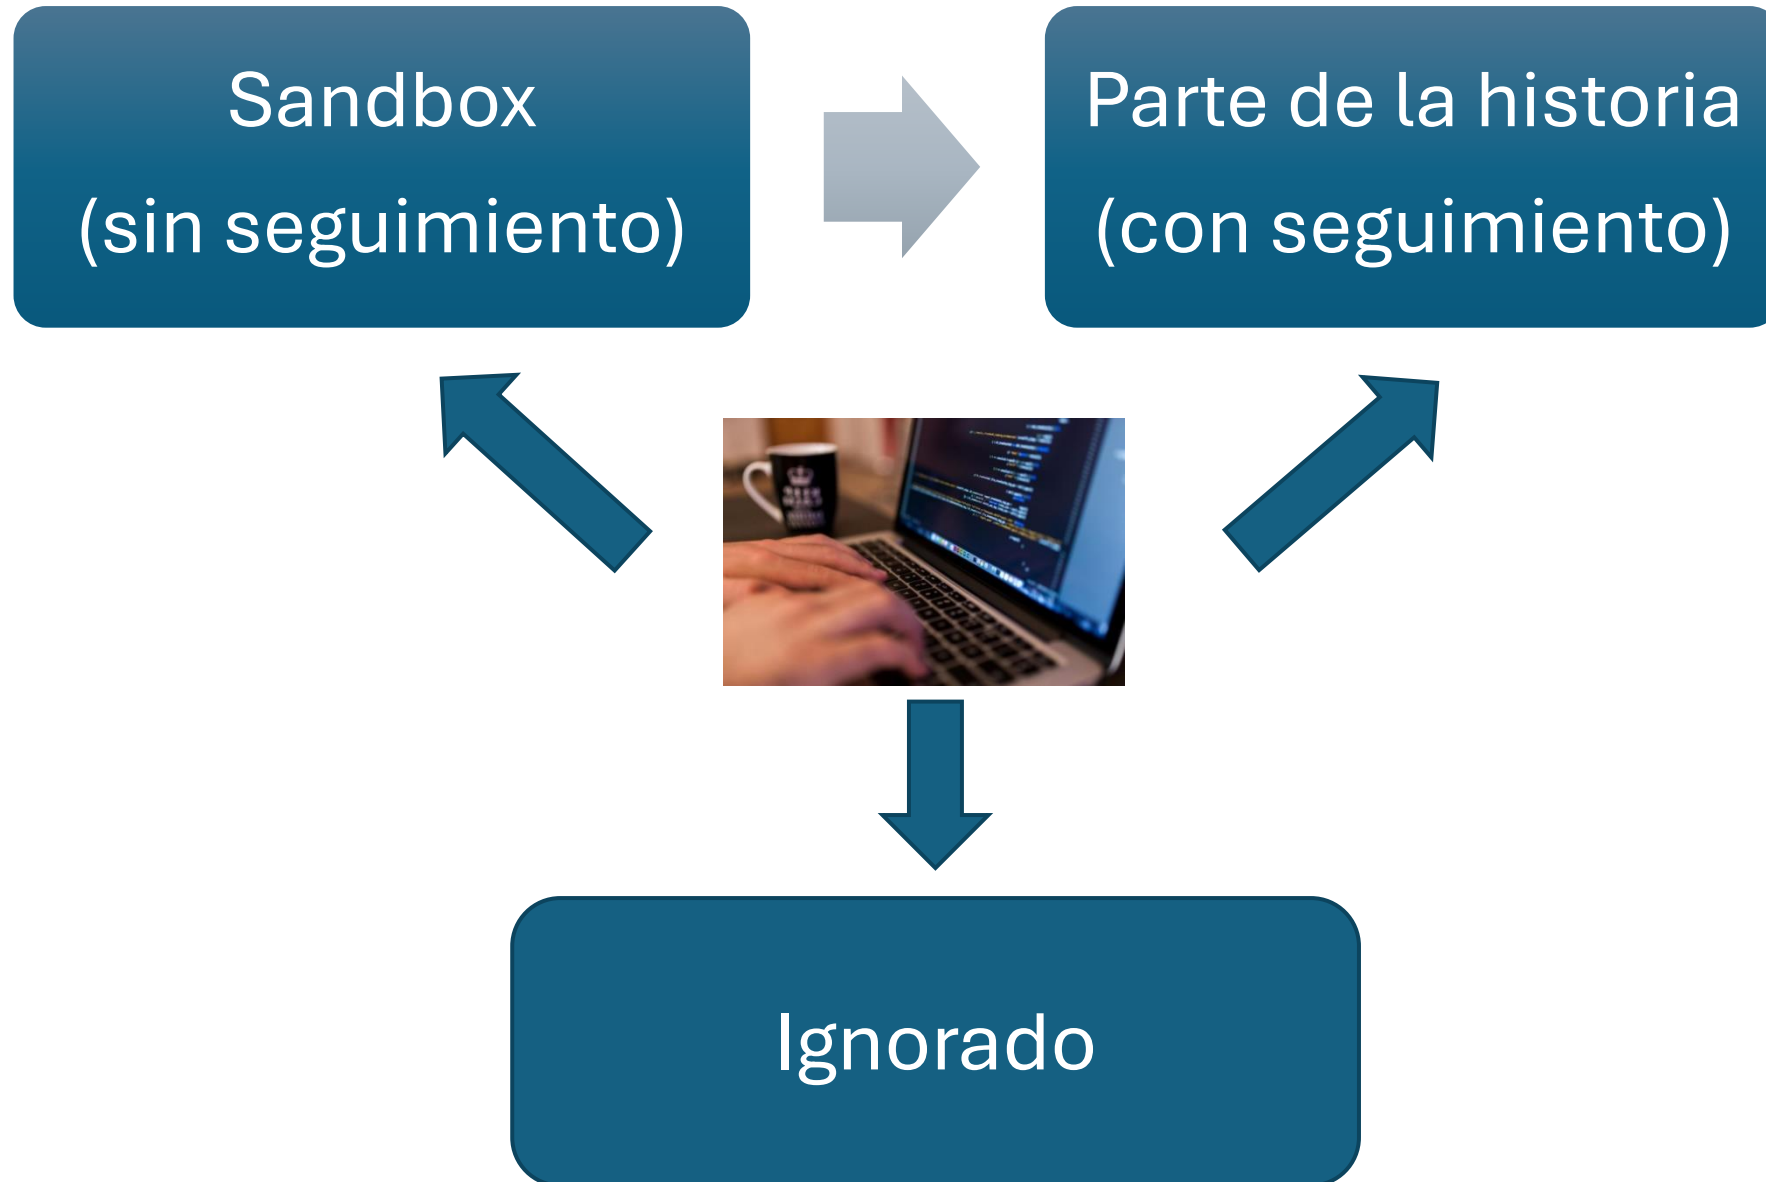 Sandbox
(sin seguimiento)
Parte de la historia
(con seguimiento)
Ignorado